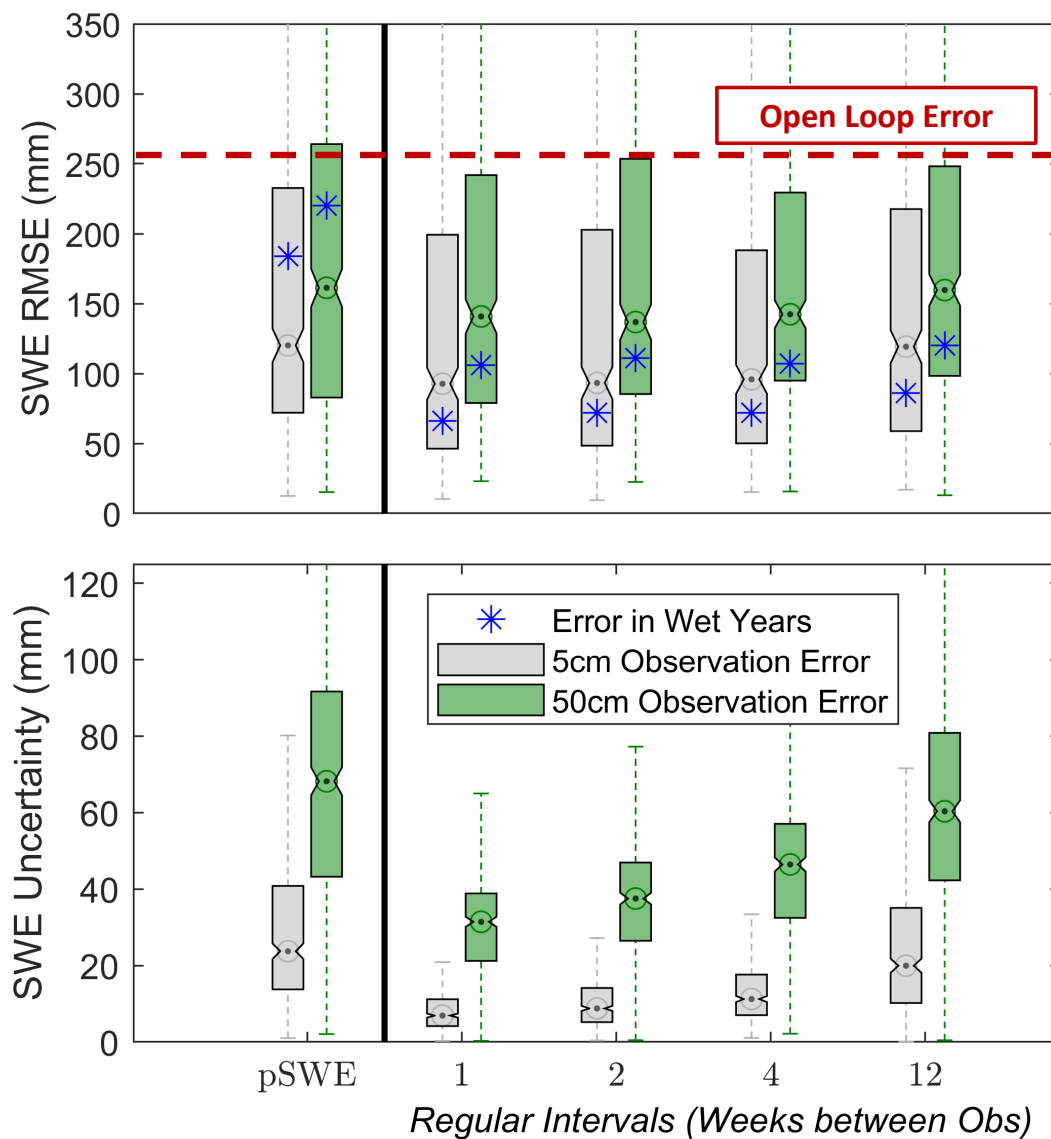 350
300
250
200
150
100
50
0
SWE RMSE (mm)
Open Loop Error
120
100
80
60
40
20
0
SWE Uncertainty (mm)
Error in Wet Years
5cm Observation Error
50cm Observation Error
pSWE 1 2 4 12
Regular Intervals (Weeks between Obs)